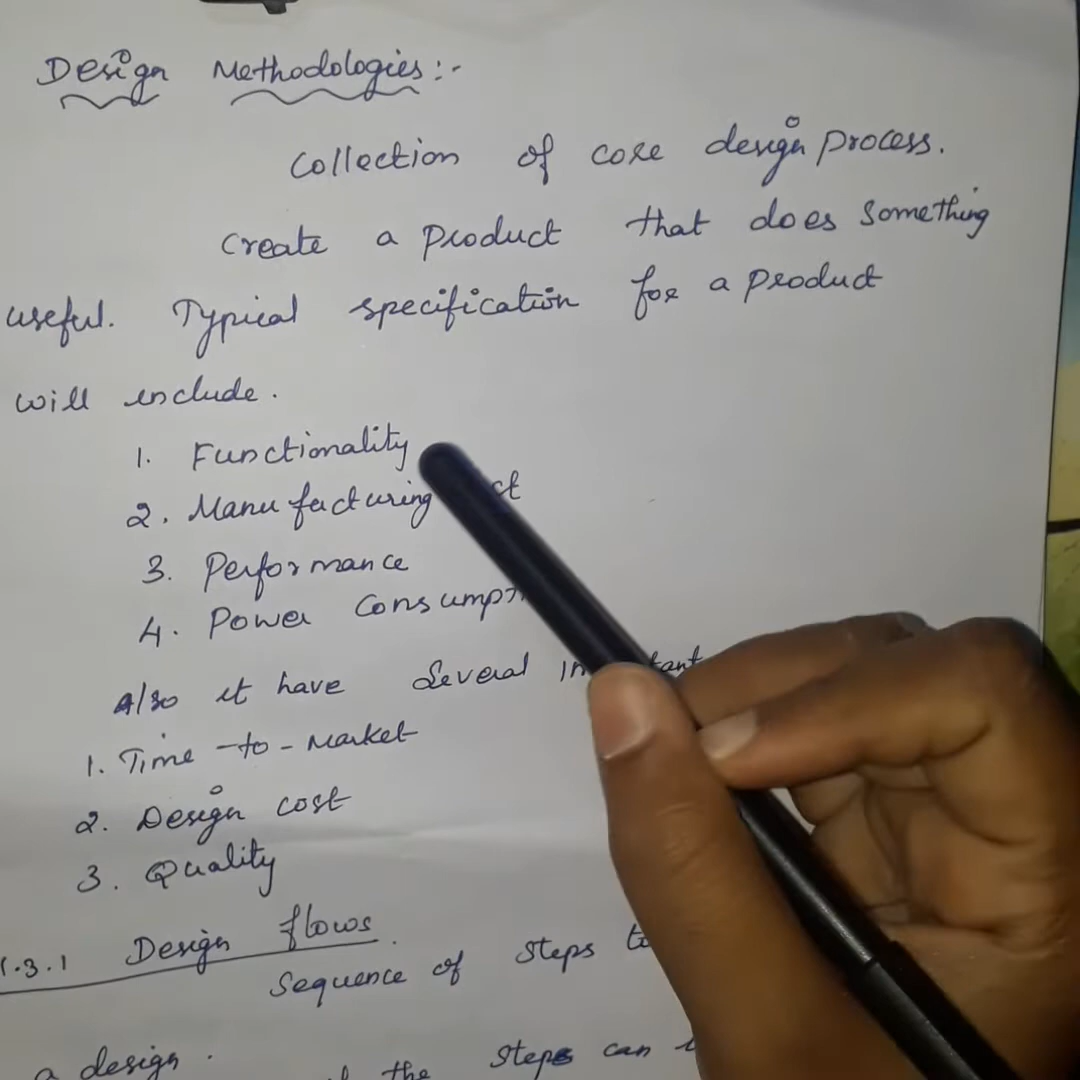 Design Methodologies:-
Collection of core design process.
Create a product that does something
useful. Typical specification for a product
will include.
1. Functionality
2. Manufacturing
3. Performance
4. Power
Also it have several
1. Time-to-market
2. Design cost
3. Quality
1.3.1 Design flows.
Sequence of steps
a design.
the steps can